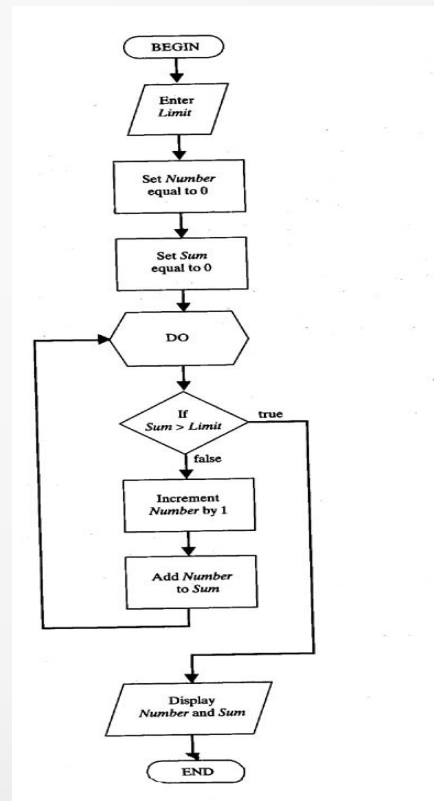 BEGIN
Enter
Limit
Set Number
equal to 0
Set Sum
equal to 0
DO
If
Sum > Limit
true
false
Increment
Number by 1
Add Number
to Sum
Display
Number and Sum
END